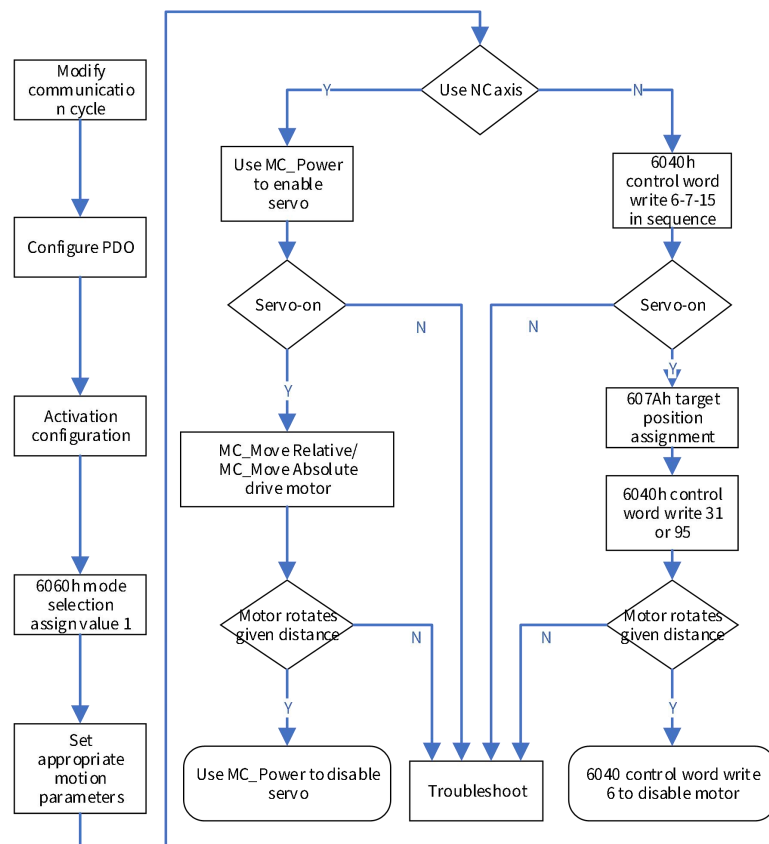 Modify
communicatio
n cycle
Configure PDO
Activation
configuration
6060h mode
selection
assign value 1
Set
appropriate
motion
parameters
Use NC axis
Y
N
Use MC_Power
to enable
servo
Servo-on
N
Y
MC_Move Relative/
MC_Move Absolute
drive motor
Motor rotates
given distance
N
Y
Use MC_Power to disable
servo
6040h
control word
write 6-7-15
in sequence
Servo-on
N
Y
607Ah target
position
assignment
6040h control
word write 31
or 95
Motor rotates
given distance
N
Y
6040 control word write
6 to disable motor
Troubleshoot